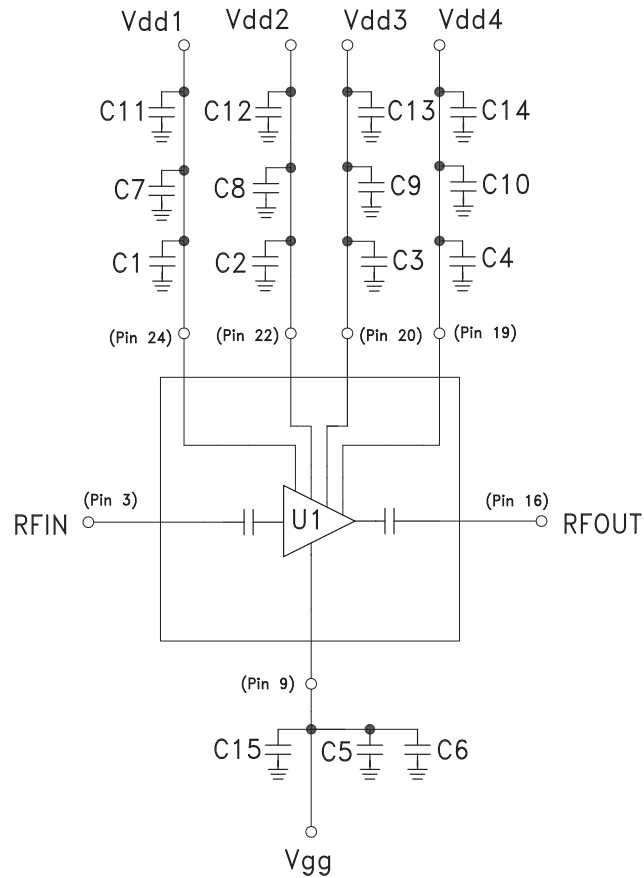 Vdd1 Vdd2 Vdd3 Vdd4
C11 C12 C13 C14
C7 C8 C9 C10
C1 C2 C3 C4
(Pin 24) (Pin 22) (Pin 20) (Pin 19)
(Pin 3) (Pin 16)
RFIN U1 RFOUT
(Pin 9)
C15 C5 C6
Vgg